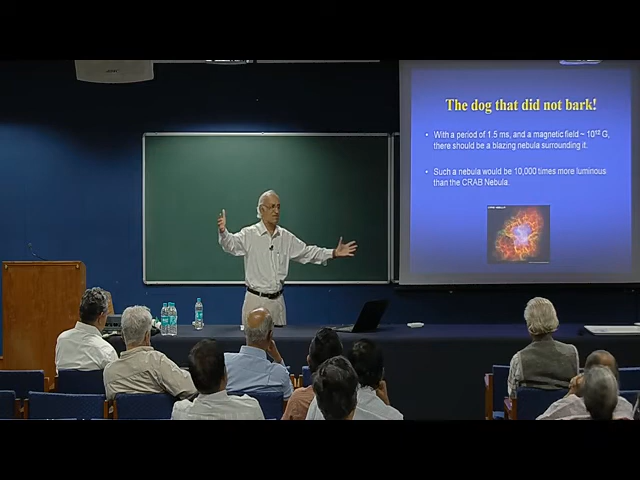 The dog that did not bark!
• With a period of 1.5 ms, and a magnetic field ~ 10¹² G,
there should be a blazing nebula surrounding it.
• Such a nebula would be 10,000 times more luminous
than the CRAB Nebula.